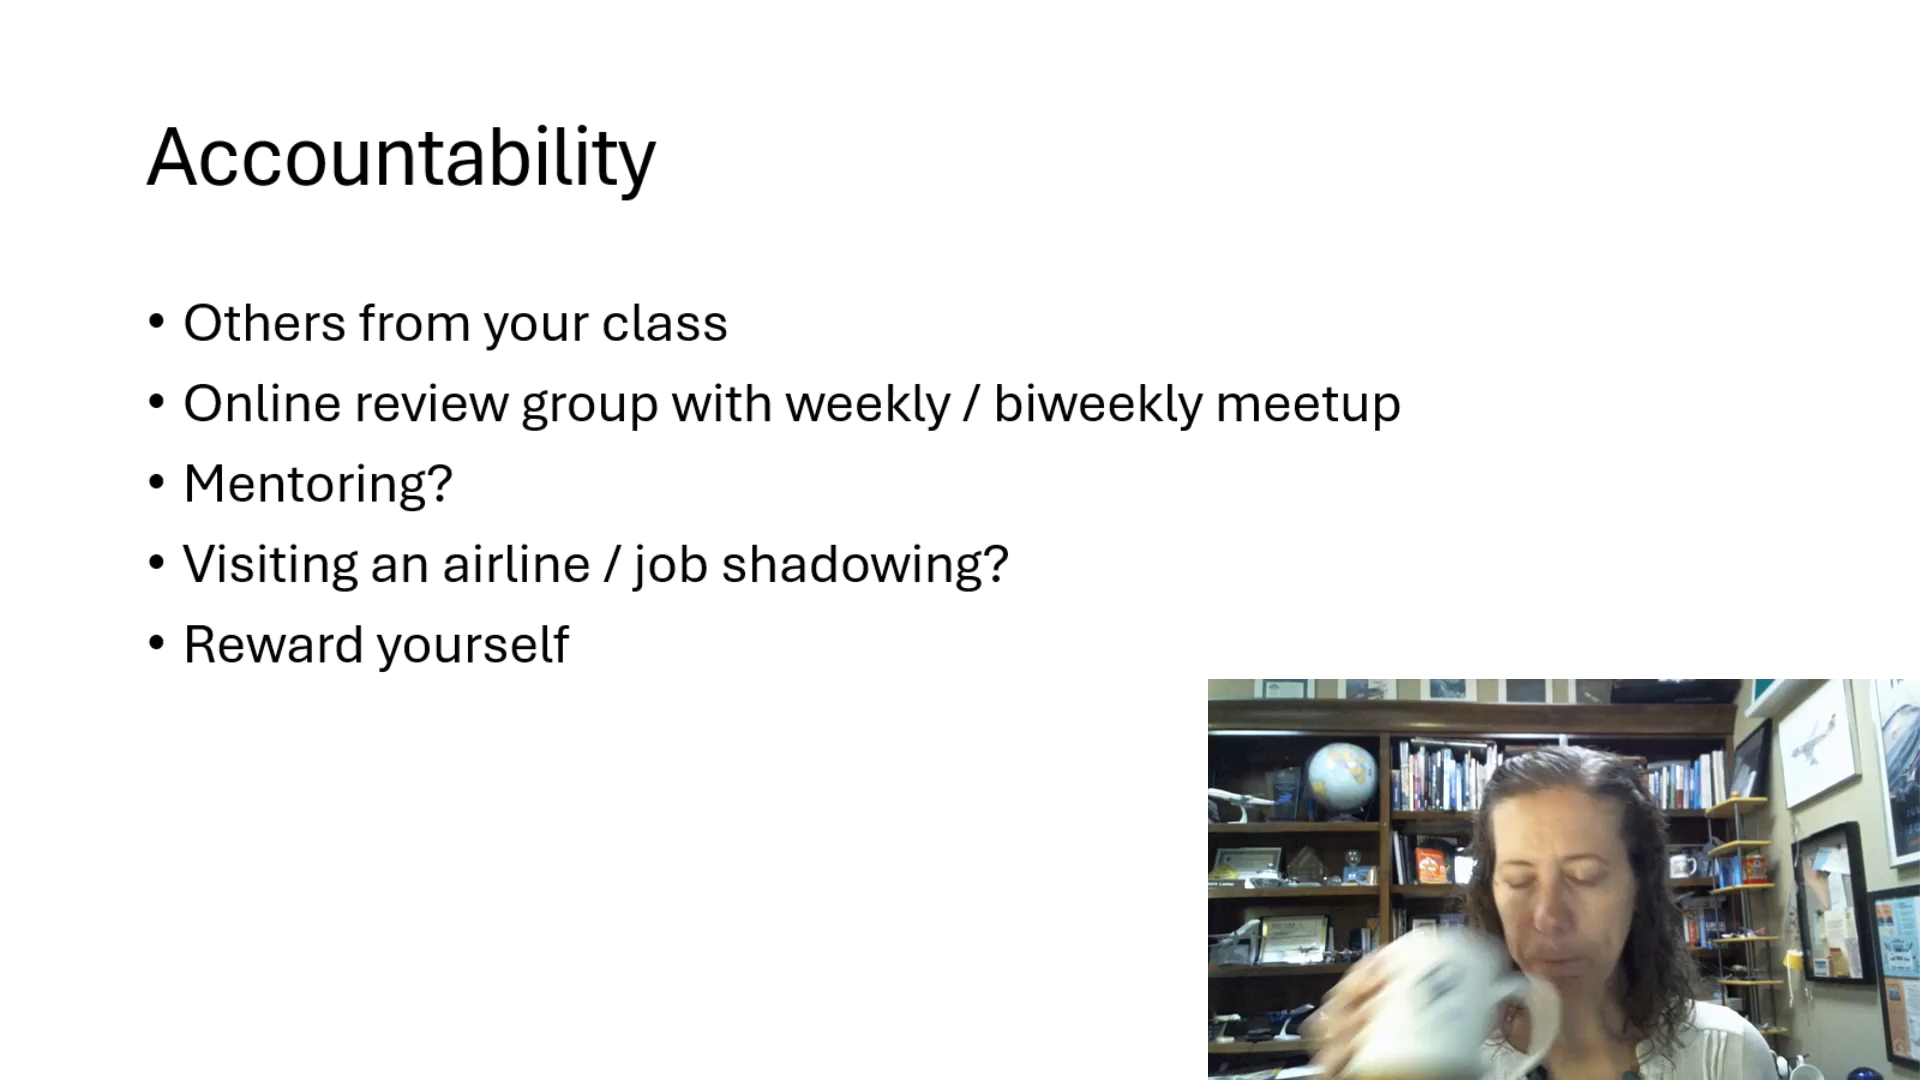 Accountability
• Others from your class
• Online review group with weekly / biweekly meetup
• Mentoring?
• Visiting an airline / job shadowing?
• Reward yourself